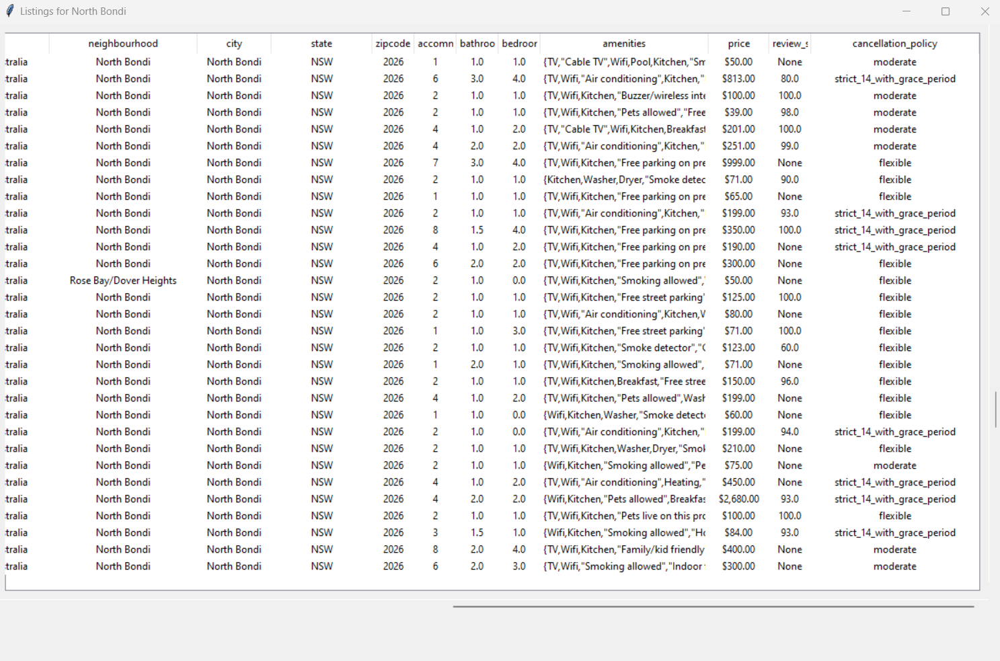 Listings for North Bondi
neighbourhood city state zipcode accomn bathroo bedroor amenities price review_s cancellation_policy
tralia North Bondi North Bondi NSW 2026 1 1.0 1.0 {TV,"Cable TV",Wifi,Pool,Kitchen,"Sm $50.00 None moderate
tralia North Bondi North Bondi NSW 2026 6 3.0 4.0 {TV,Wifi,"Air conditioning",Kitchen," $813.00 80.0 strict_14_with_grace_period
tralia North Bondi North Bondi NSW 2026 2 1.0 1.0 {TV,Wifi,Kitchen,"Buzzer/wireless inte $100.00 100.0 moderate
tralia North Bondi North Bondi NSW 2026 2 1.0 1.0 {TV,Wifi,Kitchen,"Pets allowed","Free $39.00 98.0 moderate
tralia North Bondi North Bondi NSW 2026 4 1.0 2.0 {TV,"Cable TV",Wifi,Kitchen,Breakfast $201.00 100.0 moderate
tralia North Bondi North Bondi NSW 2026 4 2.0 2.0 {TV,Wifi,"Air conditioning",Kitchen," $251.00 99.0 moderate
tralia North Bondi North Bondi NSW 2026 7 3.0 4.0 {TV,Wifi,Kitchen,"Free parking on pre $999.00 None flexible
tralia North Bondi North Bondi NSW 2026 2 1.0 1.0 {Kitchen,Washer,Dryer,"Smoke detec $71.00 90.0 flexible
tralia North Bondi North Bondi NSW 2026 1 1.0 1.0 {TV,Wifi,Kitchen,"Free parking on pre $65.00 None flexible
tralia North Bondi North Bondi NSW 2026 2 1.0 1.0 {TV,Wifi,"Air conditioning",Kitchen," $199.00 93.0 strict_14_with_grace_period
tralia North Bondi North Bondi NSW 2026 8 1.5 4.0 {TV,Wifi,Kitchen,"Free parking on pre $350.00 100.0 strict_14_with_grace_period
tralia North Bondi North Bondi NSW 2026 4 1.0 2.0 {TV,Wifi,Kitchen,"Free parking on pre $190.00 None strict_14_with_grace_period
tralia North Bondi North Bondi NSW 2026 6 2.0 2.0 {TV,Wifi,Kitchen,"Free parking on pre $300.00 None flexible
tralia Rose Bay/Dover Heights North Bondi NSW 2026 2 1.0 0.0 {TV,Wifi,Kitchen,"Smoking allowed", $50.00 None flexible
tralia North Bondi North Bondi NSW 2026 2 1.0 1.0 {TV,Wifi,Kitchen,"Free street parking" $125.00 100.0 flexible
tralia North Bondi North Bondi NSW 2026 2 1.0 1.0 {TV,Wifi,"Air conditioning",Kitchen,W $80.00 None flexible
tralia North Bondi North Bondi NSW 2026 1 1.0 3.0 {TV,Wifi,Kitchen,"Free street parking" $71.00 100.0 flexible
tralia North Bondi North Bondi NSW 2026 2 1.0 1.0 {TV,Wifi,Kitchen,"Smoke detector","C $123.00 60.0 flexible
tralia North Bondi North Bondi NSW 2026 1 2.0 1.0 {TV,Wifi,Kitchen,"Smoking allowed", $71.00 None flexible
tralia North Bondi North Bondi NSW 2026 2 1.0 1.0 {TV,Wifi,Kitchen,Breakfast,"Free stree $150.00 96.0 flexible
tralia North Bondi North Bondi NSW 2026 4 1.0 2.0 {TV,Wifi,Kitchen,"Pets allowed",Wash $199.00 None flexible
tralia North Bondi North Bondi NSW 2026 1 1.0 0.0 {Wifi,Kitchen,Washer,"Smoke detect $60.00 None flexible
tralia North Bondi North Bondi NSW 2026 2 1.0 0.0 {TV,Wifi,"Air conditioning",Kitchen," $199.00 94.0 strict_14_with_grace_period
tralia North Bondi North Bondi NSW 2026 2 1.0 1.0 {TV,Wifi,Kitchen,Washer,Dryer,"Smok $210.00 None flexible
tralia North Bondi North Bondi NSW 2026 2 1.0 1.0 {Wifi,Kitchen,"Smoking allowed","Pe $75.00 None moderate
tralia North Bondi North Bondi NSW 2026 4 1.0 2.0 {TV,Wifi,"Air conditioning",Heating," $450.00 None strict_14_with_grace_period
tralia North Bondi North Bondi NSW 2026 4 2.0 2.0 {Wifi,Kitchen,"Pets allowed",Breakfas $2,680.00 93.0 strict_14_with_grace_period
tralia North Bondi North Bondi NSW 2026 2 1.0 1.0 {TV,Wifi,Kitchen,"Pets live on this pro $100.00 100.0 flexible
tralia North Bondi North Bondi NSW 2026 3 1.5 1.0 {Wifi,Kitchen,"Smoking allowed","Ho $84.00 93.0 strict_14_with_grace_period
tralia North Bondi North Bondi NSW 2026 8 2.0 4.0 {TV,Wifi,Kitchen,"Family/kid friendly $400.00 None moderate
tralia North Bondi North Bondi NSW 2026 6 2.0 3.0 {TV,Wifi,"Smoking allowed","Indoor $300.00 None moderate